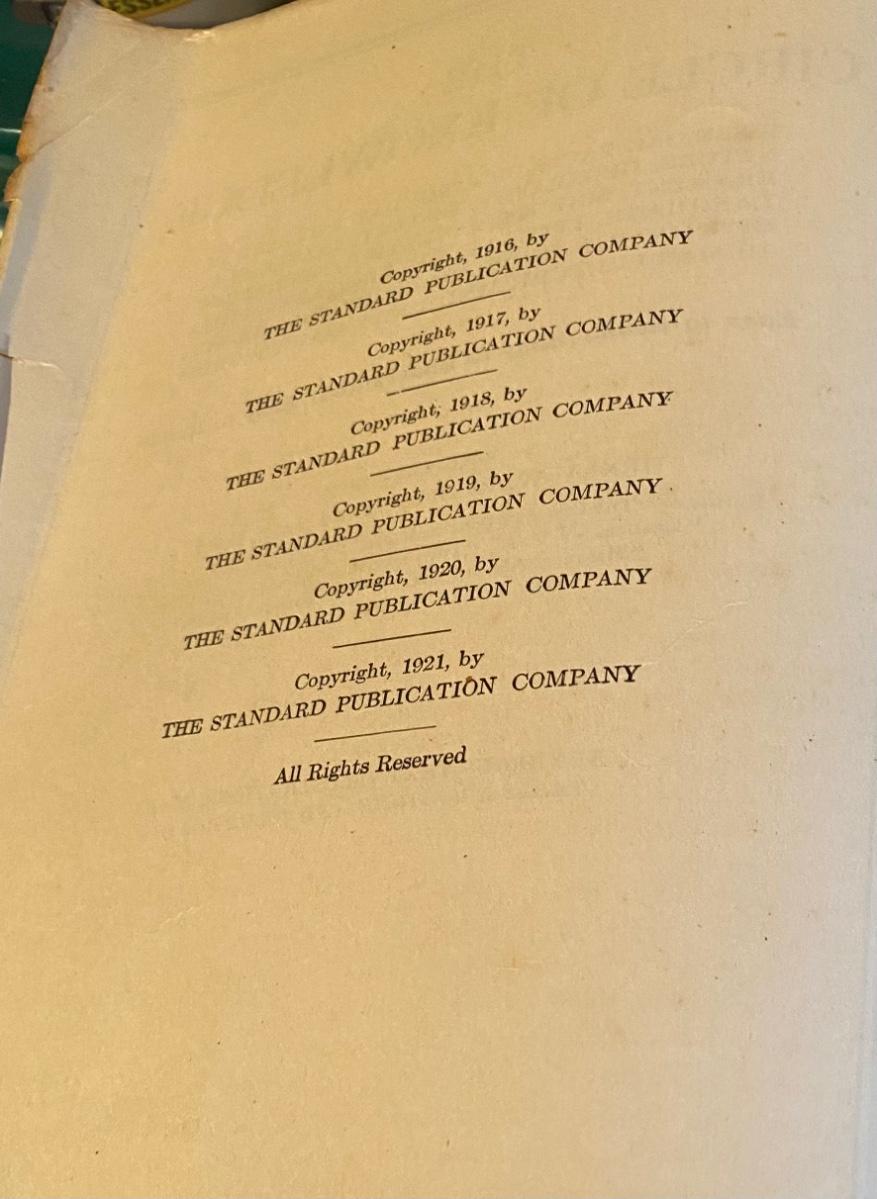 Copyright, 1916, by
THE STANDARD PUBLICATION COMPANY
Copyright, 1917, by
THE STANDARD PUBLICATION COMPANY
Copyright, 1918, by
THE STANDARD PUBLICATION COMPANY
Copyright, 1919, by
THE STANDARD PUBLICATION COMPANY
Copyright, 1920, by
THE STANDARD PUBLICATION COMPANY
Copyright, 1921, by
THE STANDARD PUBLICATION COMPANY
All Rights Reserved